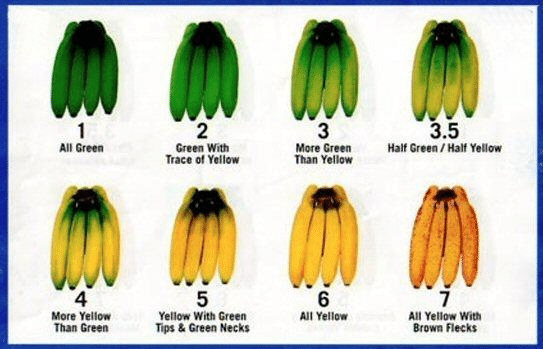 1
All Green
2
Green With
Trace of Yellow
3
More Green
Than Yellow
3.5
Half Green / Half Yellow
4
More Yellow
Than Green
5
Yellow With Green
Tips & Green Necks
6
All Yellow
7
All Yellow With
Brown Flecks